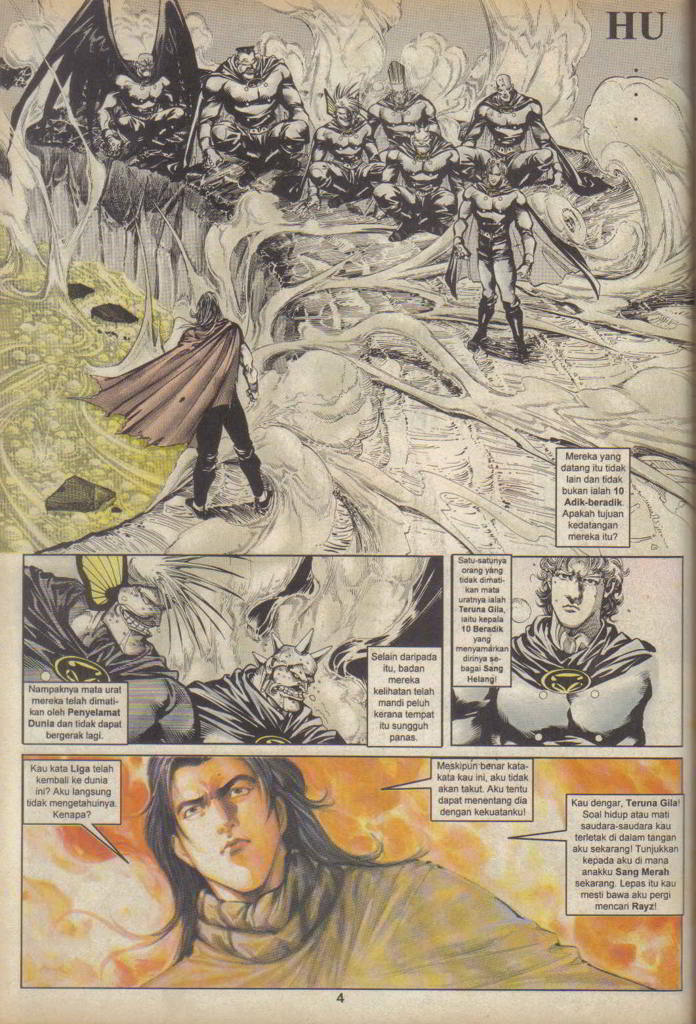 HU
Mereka yang
datang itu tidak
lain dan tidak
bukan ialah 10
Adik-beradik.
Apakah tujuan
kedatangan
mereka itu?
Nampaknya mata urat
mereka telah dimati-
kan oleh Penyelamat
Dunia dan tidak dapat
bergerak lagi.
Selain daripada
itu, badan
mereka
kelihatan telah
mandi peluh
kerana tempat
itu sungguh
panas.
Satu-satunya
orang yang
tidak dimati-
kan mata
uratnya ialah
Teruna Gila,
iaitu kepala
10 Beradik
yang
menyamarkan
dirinya se-
bagai Sang
Helang!
Kau kata Liga telah
kembali ke dunia
ini? Aku langsung
tidak mengetahuinya.
Kenapa?
Meskipun benar kata-
kata kau ini, aku tidak
akan takut. Aku tentu
dapat menentang dia
dengan kekuatanku!
Kau dengar, Teruna Gila!
Soal hidup atau mati
saudara-saudara kau
terletak di dalam tangan
aku sekarang! Tunjukkan
kepada aku di mana
anakku Sang Merah
sekarang. Lepas itu kau
mesti bawa aku pergi
mencari Rayz!
4